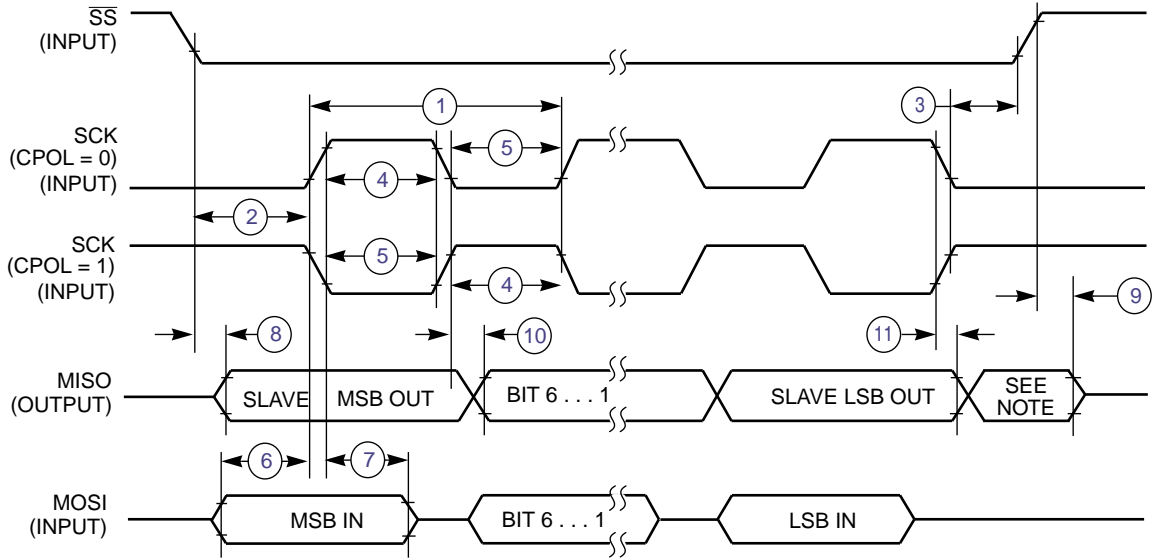 SS
(INPUT)
1
3
SCK
(CPOL = 0)
(INPUT)
5
4
2
SCK
(CPOL = 1)
(INPUT)
5
4
9
8
10
11
MISO
(OUTPUT)
SLAVE MSB OUT
BIT 6 . . . 1
SLAVE LSB OUT
SEE
NOTE
6
7
MOSI
(INPUT)
MSB IN
BIT 6 . . . 1
LSB IN